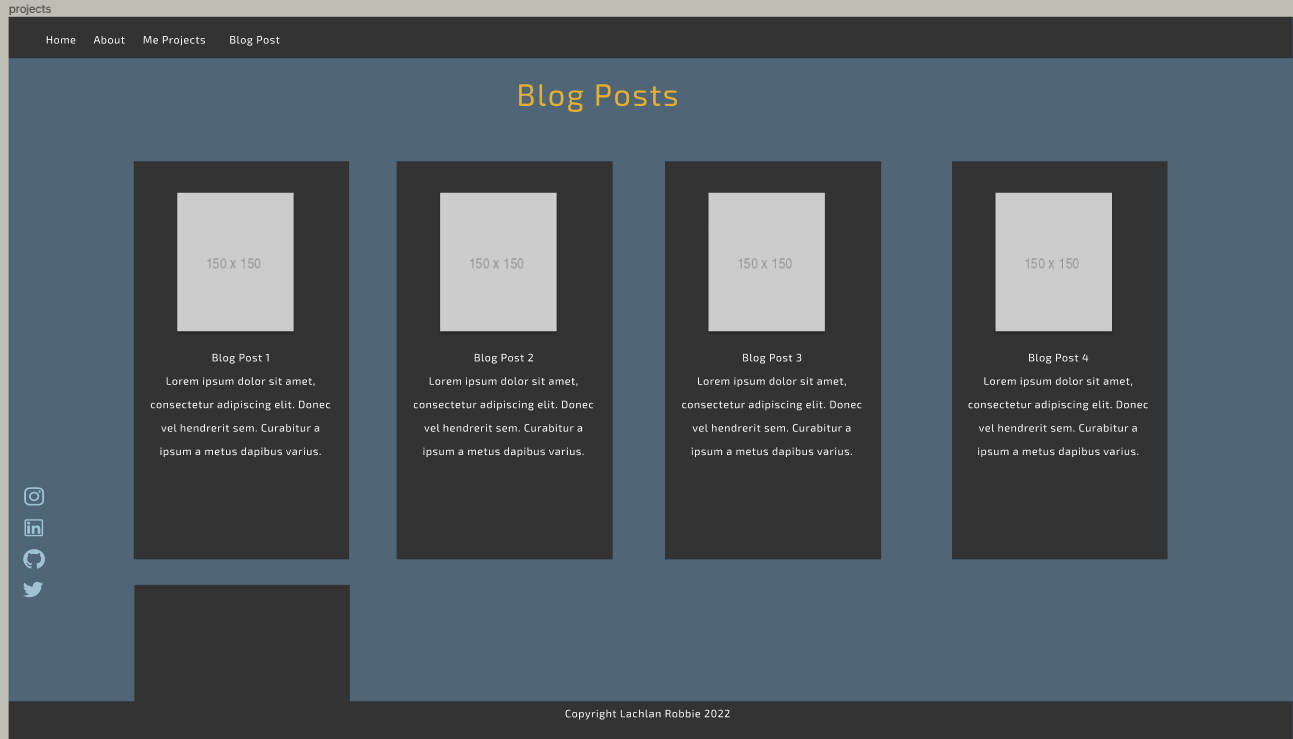 projects
Home About Me Projects Blog Post
Blog Posts
150 x 150
Blog Post 1
Lorem ipsum dolor sit amet,
consectetur adipiscing elit. Donec
vel hendrerit sem. Curabitur a
ipsum a metus dapibus varius.
150 x 150
Blog Post 2
Lorem ipsum dolor sit amet,
consectetur adipiscing elit. Donec
vel hendrerit sem. Curabitur a
ipsum a metus dapibus varius.
150 x 150
Blog Post 3
Lorem ipsum dolor sit amet,
consectetur adipiscing elit. Donec
vel hendrerit sem. Curabitur a
ipsum a metus dapibus varius.
150 x 150
Blog Post 4
Lorem ipsum dolor sit amet,
consectetur adipiscing elit. Donec
vel hendrerit sem. Curabitur a
ipsum a metus dapibus varius.
in
Copyright Lachlan Robbie 2022